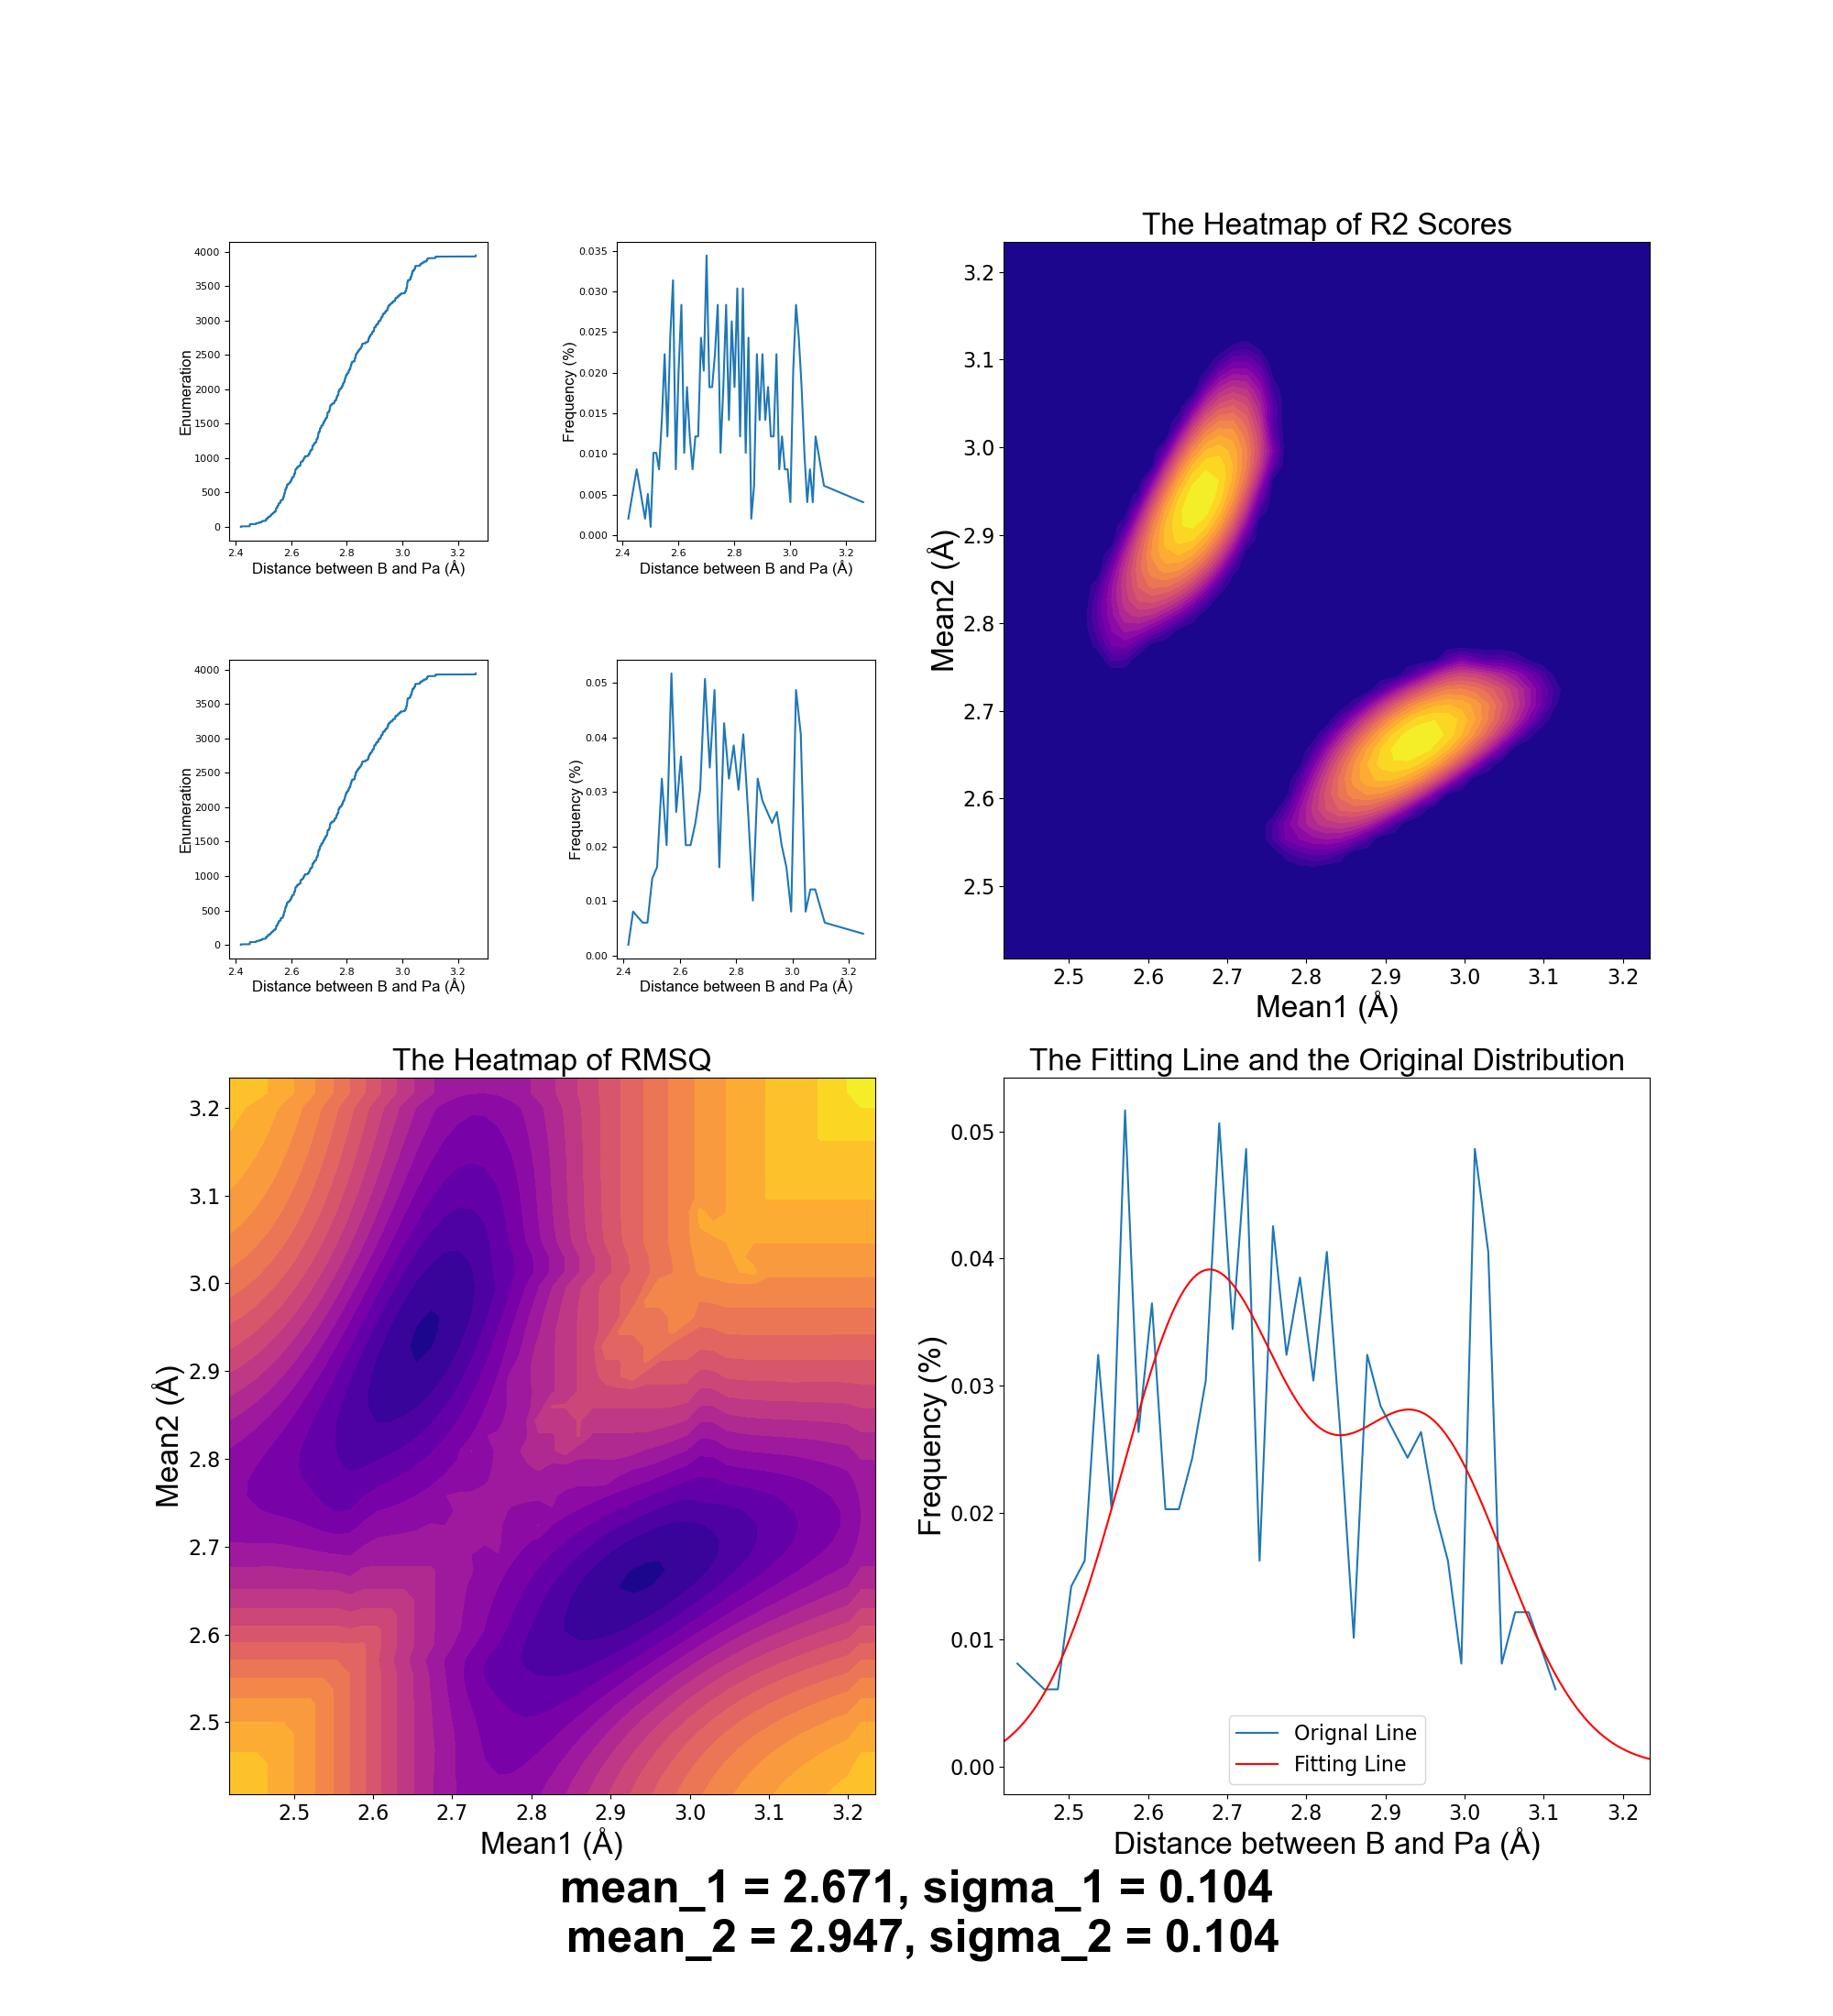 4000
3500
3000
2500
2000
1500
1000
500
0
Enumeration
2.4 2.6 2.8 3.0 3.2
Distance between B and Pa (Å)
0.035
0.030
0.025
0.020
0.015
0.010
0.005
0.000
Frequency (%)
2.4 2.6 2.8 3.0 3.2
Distance between B and Pa (Å)
4000
3500
3000
2500
2000
1500
1000
500
0
Enumeration
2.4 2.6 2.8 3.0 3.2
Distance between B and Pa (Å)
0.05
0.04
0.03
0.02
0.01
0.00
Frequency (%)
2.4 2.6 2.8 3.0 3.2
Distance between B and Pa (Å)
The Heatmap of R2 Scores
3.2
3.1
3.0
2.9
2.8
2.7
2.6
2.5
Mean2 (Å)
2.5 2.6 2.7 2.8 2.9 3.0 3.1 3.2
Mean1 (Å)
The Heatmap of RMSQ
3.2
3.1
3.0
2.9
2.8
2.7
2.6
2.5
Mean2 (Å)
2.5 2.6 2.7 2.8 2.9 3.0 3.1 3.2
Mean1 (Å)
The Fitting Line and the Original Distribution
0.05
0.04
0.03
0.02
0.01
0.00
Frequency (%)
Orignal Line
Fitting Line
2.5 2.6 2.7 2.8 2.9 3.0 3.1 3.2
Distance between B and Pa (Å)
mean_1 = 2.671, sigma_1 = 0.104
mean_2 = 2.947, sigma_2 = 0.104